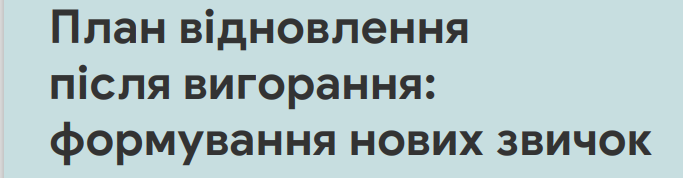 План відновлення
після вигорання:
формування нових звичок